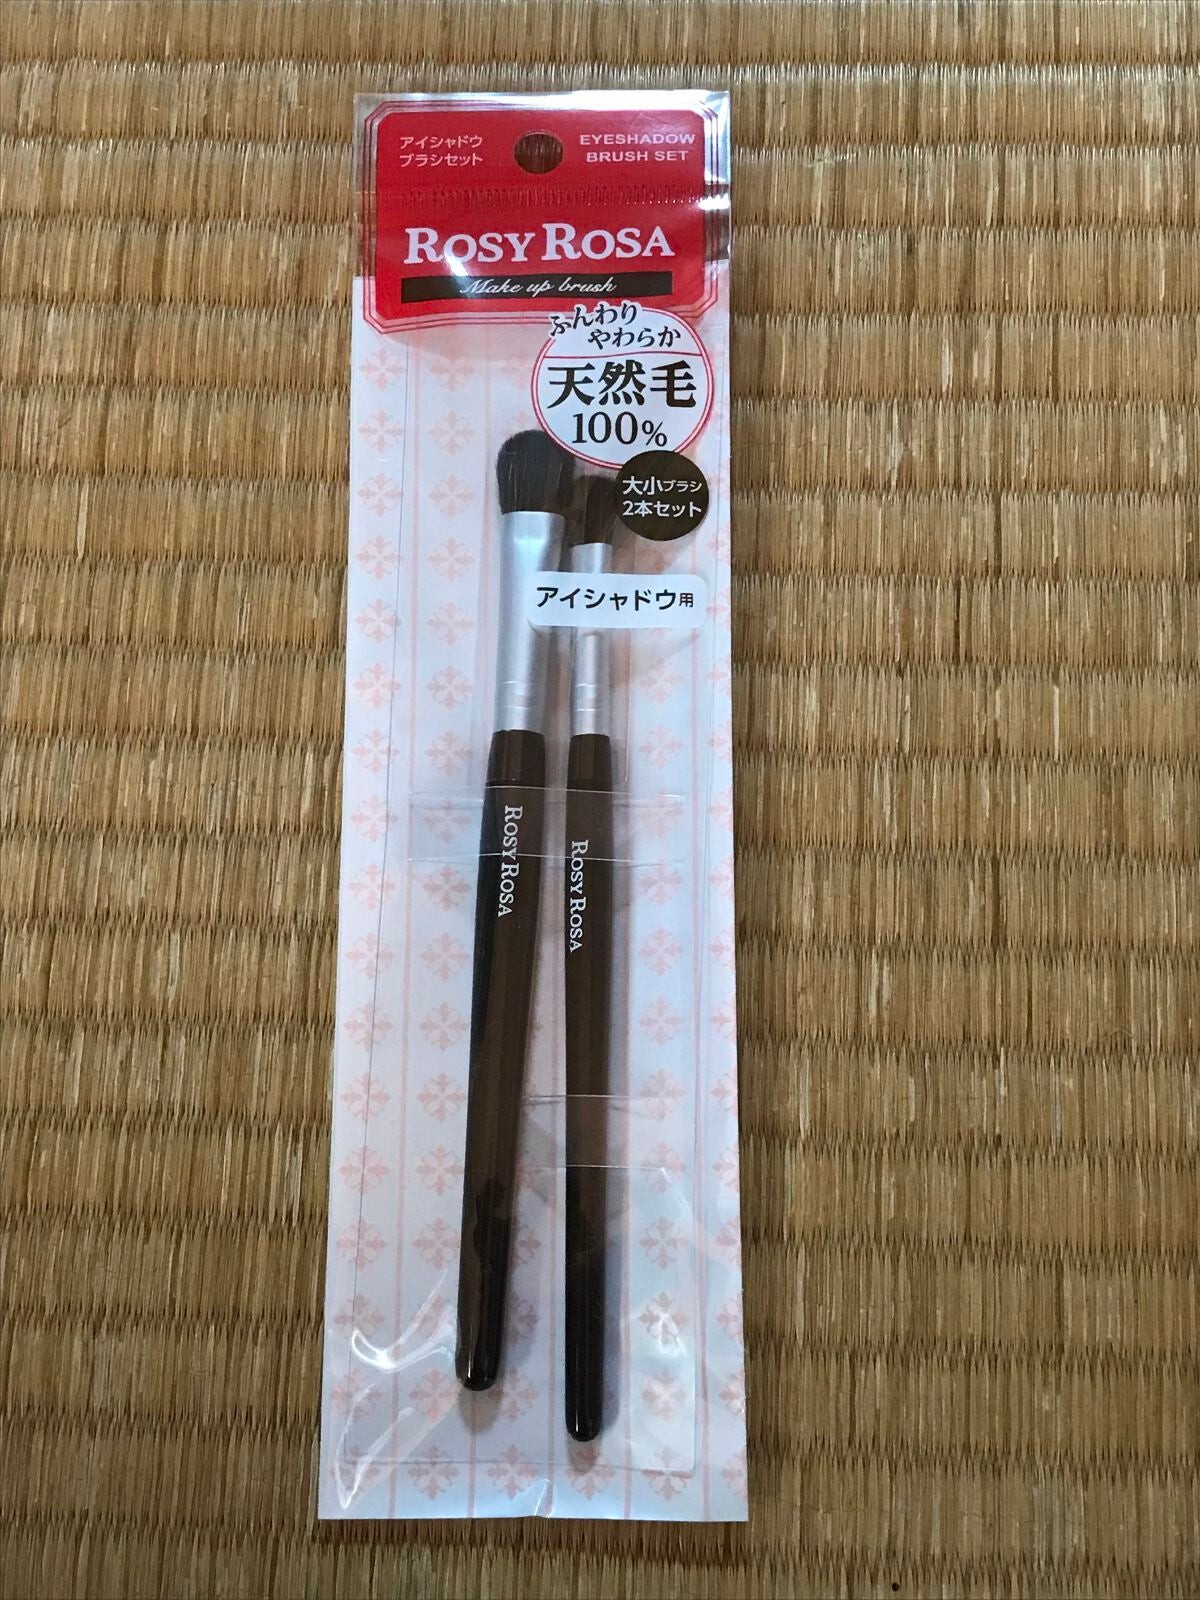 アイシャドウ
ブラシセット
EYESHADOW
BRUSH SET
ROSY ROSA
Make up brush
ふんわり
やわらか
天然毛
100%
大小ブラシ
2本セット
アイシャドウ用
ROSY ROSA
ROSY ROSA